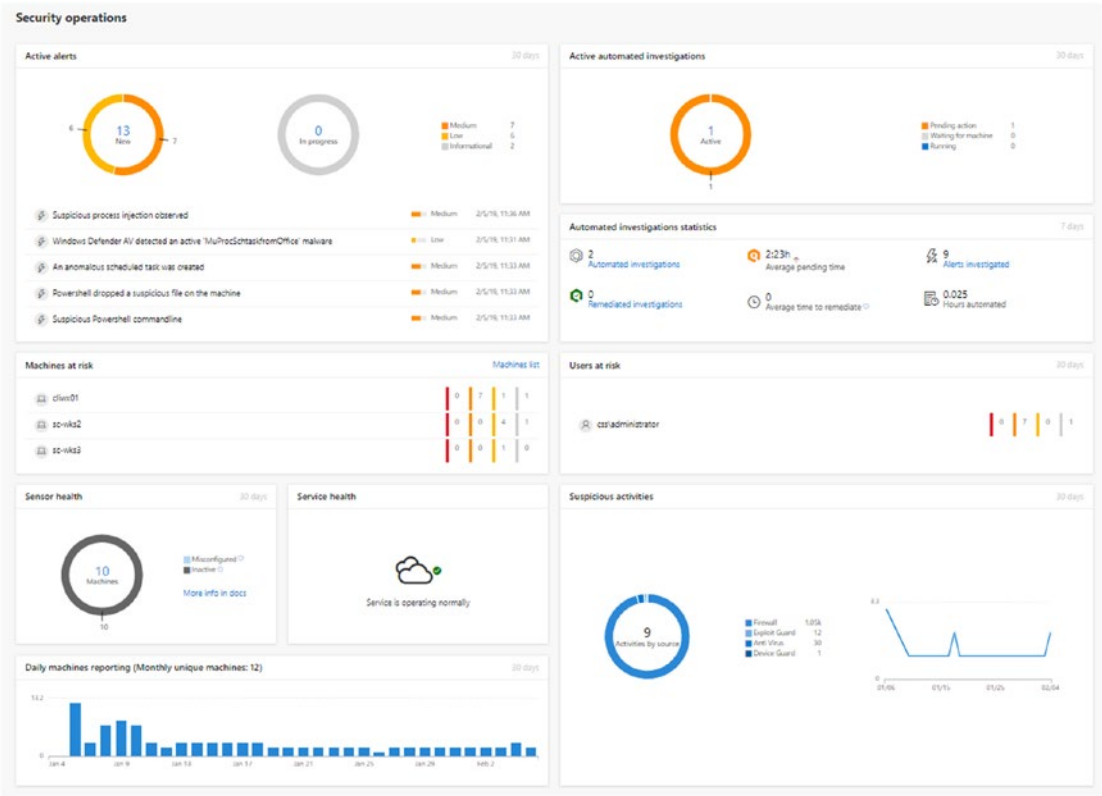 Security operations
Active alerts 30 days
6
13
New
7
0
In progress
Medium 7
Low 6
Informational 2
Suspicious process injection observed Medium 2/5/19, 11:36 AM
Windows Defender AV detected an active 'MuProcSchtaskfromOffice' malware Low 2/5/19, 11:31 AM
An anomalous scheduled task was created Medium 2/5/19, 11:33 AM
Powershell dropped a suspicious file on the machine Medium 2/5/19, 11:33 AM
Suspicious Powershell commandline Medium 2/5/19, 11:33 AM
Active automated investigations 30 days
1
Active
1
Pending action 1
Waiting for machine 0
Running 0
Automated investigations statistics 7 days
2
Automated investigations
2:23h
Average pending time
9
Alerts investigated
0
Remediated investigations
0
Average time to remediate
0.025
Hours automated
Machines at risk Machines list
0 7 1 1
sc-wks2 0 0 4 1
sc-wks3 0 0 1 0
Users at risk 30 days
css\administrator 0 7 0 1
Sensor health 30 days
10
Machines
10
Misconfigured
Inactive
More info in docs
Service health
Service is operating normally
Suspicious activities 30 days
9
Activities by source
Firewall 1.05k
Exploit Guard 12
Anti Virus 30
Device Guard 1
0
01/06 01/15 01/25 02/04
Daily machines reporting (Monthly unique machines: 12) 30 days
13.2
0
Jan 4 Jan 9 Jan 13 Jan 17 Jan 21 Jan 25 Jan 29 Feb 2